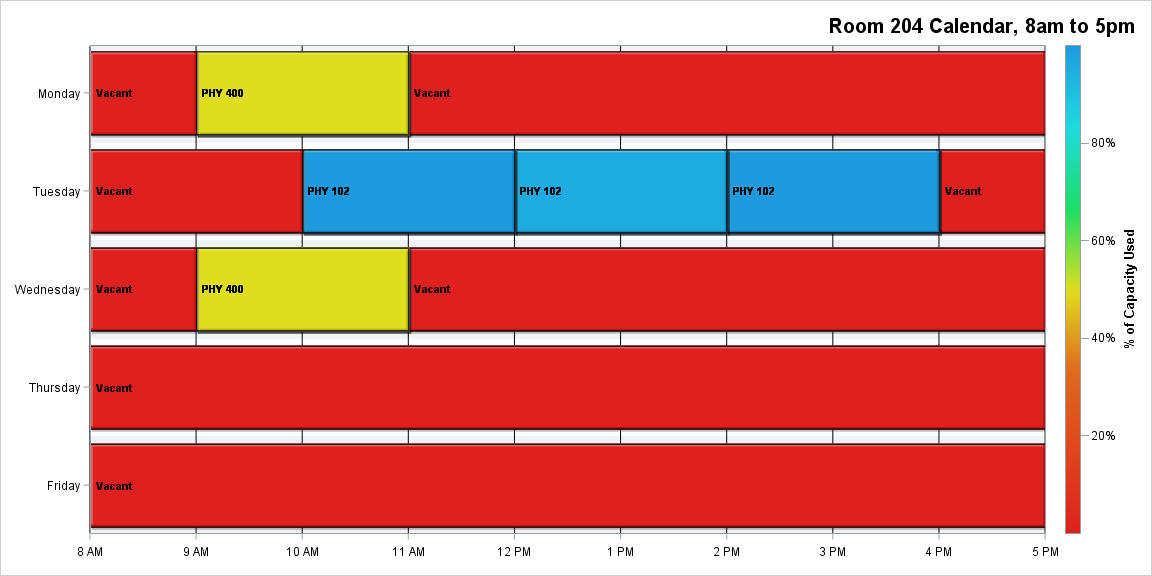 Room 204 Calendar, 8am to 5pm
Monday
Vacant
PHY 400
Vacant
Tuesday
Vacant
PHY 102
PHY 102
PHY 102
Vacant
Wednesday
Vacant
PHY 400
Vacant
Thursday
Vacant
Friday
Vacant
8 AM
9 AM
10 AM
11 AM
12 PM
1 PM
2 PM
3 PM
4 PM
5 PM
80%
60%
40%
20%
% of Capacity Used